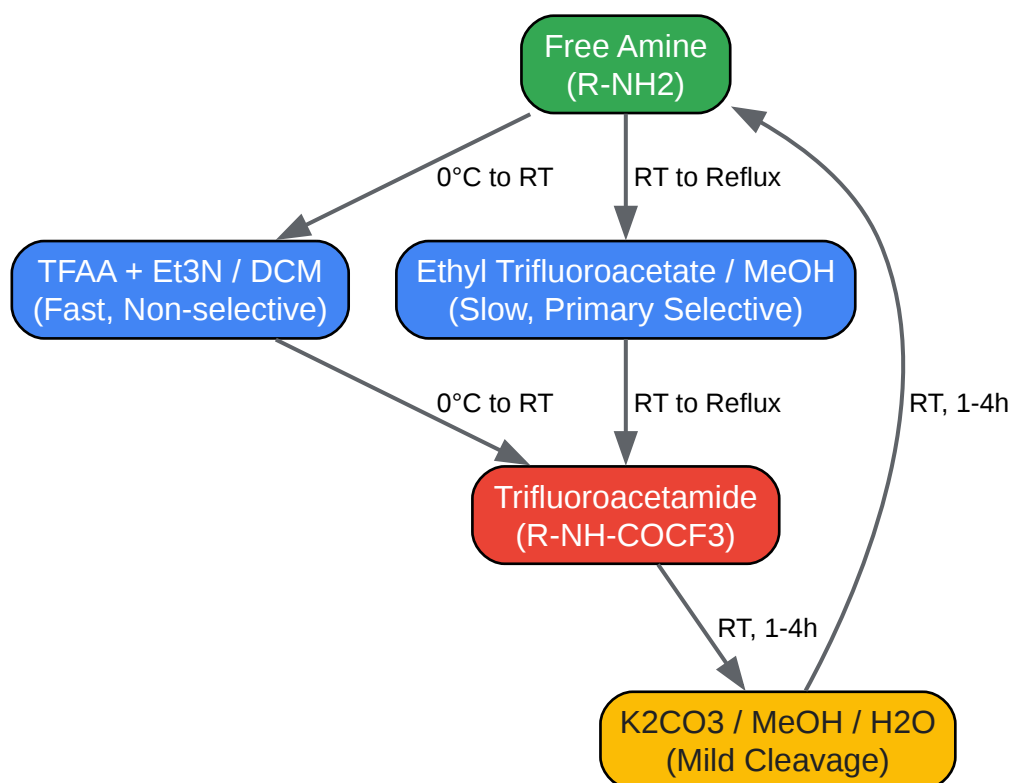 Free Amine
(R-NH2)
0°C to RT
RT to Reflux
TFAA + Et3N / DCM
(Fast, Non-selective)
Ethyl Trifluoroacetate / MeOH
(Slow, Primary Selective)
0°C to RT
RT to Reflux
RT, 1-4h
Trifluoroacetamide
(R-NH-COCF3)
RT, 1-4h
K2CO3 / MeOH / H2O
(Mild Cleavage)